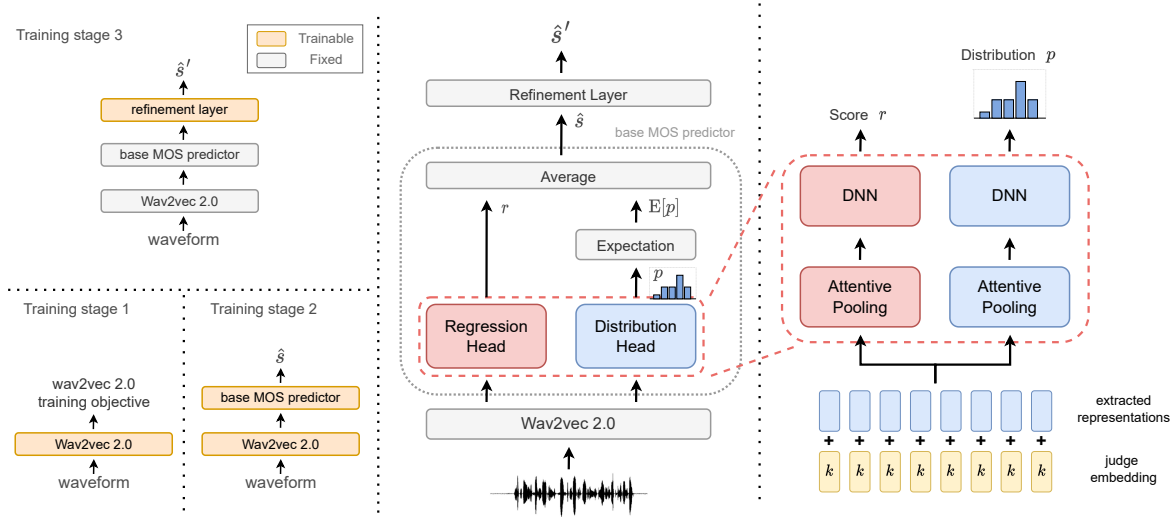 Training stage 3
Trainable
Fixed
ŝ′
refinement layer
base MOS predictor
Wav2vec 2.0
waveform
Training stage 1
wav2vec 2.0
training objective
Wav2vec 2.0
waveform
Training stage 2
ŝ
base MOS predictor
Wav2vec 2.0
waveform
ŝ′
Refinement Layer
ŝ
base MOS predictor
Average
r
E[p]
Expectation
p
Regression
Head
Distribution
Head
Wav2vec 2.0
Distribution p
Score r
DNN
DNN
Attentive
Pooling
Attentive
Pooling
extracted
representations
+ + + + + + + +
k k k k k k k k
judge
embedding